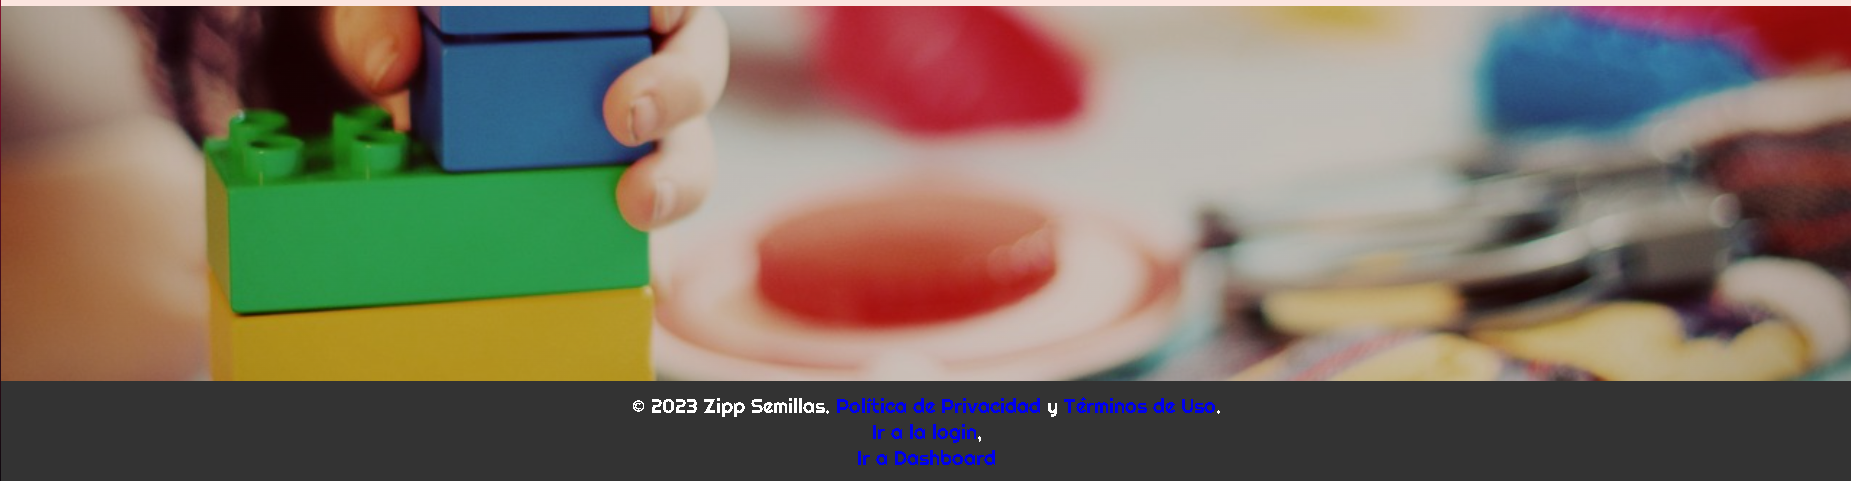 © 2023 Zipp Semillas. Política de Privacidad y Términos de Uso.
Ir a la login,
Ir a Dashboard